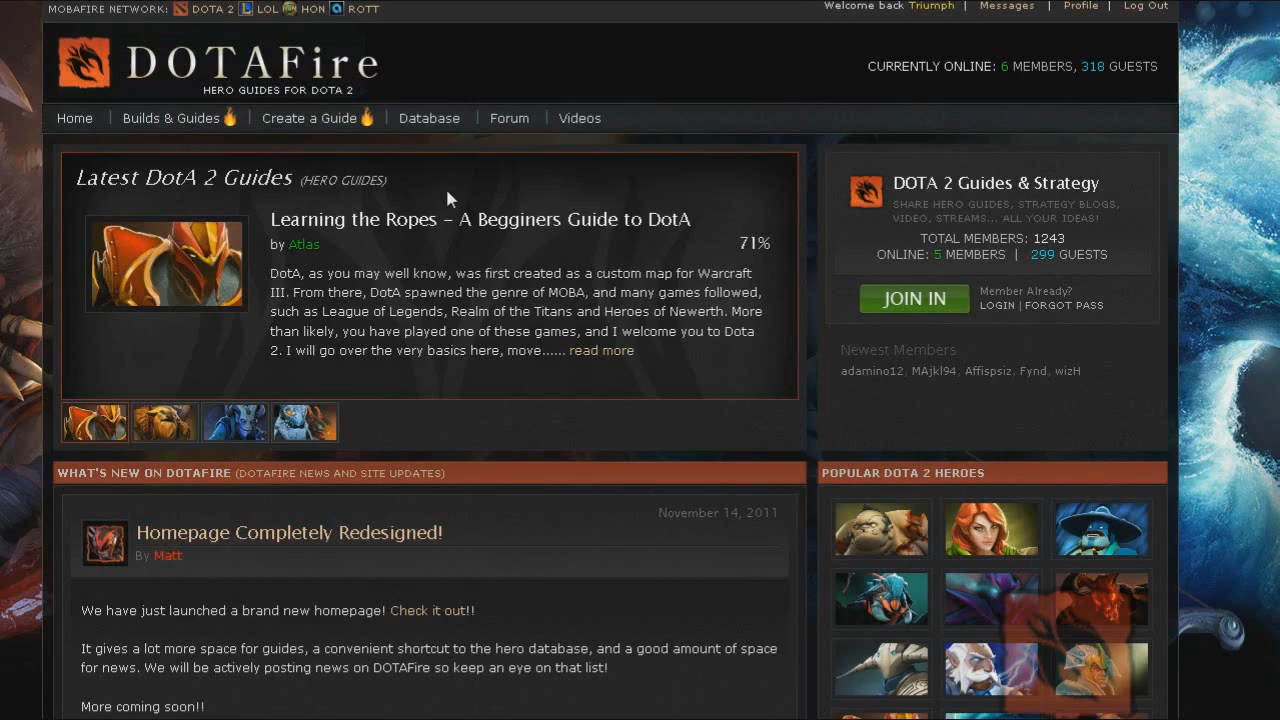 MOBAFIRE NETWORK: DOTA 2 LOL HON ROTT
Welcome back Triumph | Messages | Profile | Log Out
DOTAFire
HERO GUIDES FOR DOTA 2
CURRENTLY ONLINE: 6 MEMBERS, 318 GUESTS
Home | Builds & Guides | Create a Guide | Database | Forum | Videos
Latest DotA 2 Guides (HERO GUIDES)
Learning the Ropes - A Begginers Guide to DotA
by Atlas
71%
DotA, as you may well know, was first created as a custom map for Warcraft
III. From there, DotA spawned the genre of MOBA, and many games followed,
such as League of Legends, Realm of the Titans and Heroes of Newerth. More
than likely, you have played one of these games, and I welcome you to Dota
2. I will go over the very basics here, move...... read more
DOTA 2 Guides & Strategy
SHARE HERO GUIDES, STRATEGY BLOGS,
VIDEO, STREAMS... ALL YOUR IDEAS!
TOTAL MEMBERS: 1243
ONLINE: 5 MEMBERS | 299 GUESTS
JOIN IN
Member Already?
LOGIN | FORGOT PASS
Newest Members
adamino12, MAjkl94, Affispsiz, Fynd, wizH
WHAT'S NEW ON DOTAFIRE (DOTAFIRE NEWS AND SITE UPDATES)
November 14, 2011
Homepage Completely Redesigned!
By Matt
We have just launched a brand new homepage! Check it out!!
It gives a lot more space for guides, a convenient shortcut to the hero database, and a good amount of space
for news. We will be actively posting news on DOTAFire so keep an eye on that list!
More coming soon!!
POPULAR DOTA 2 HEROES